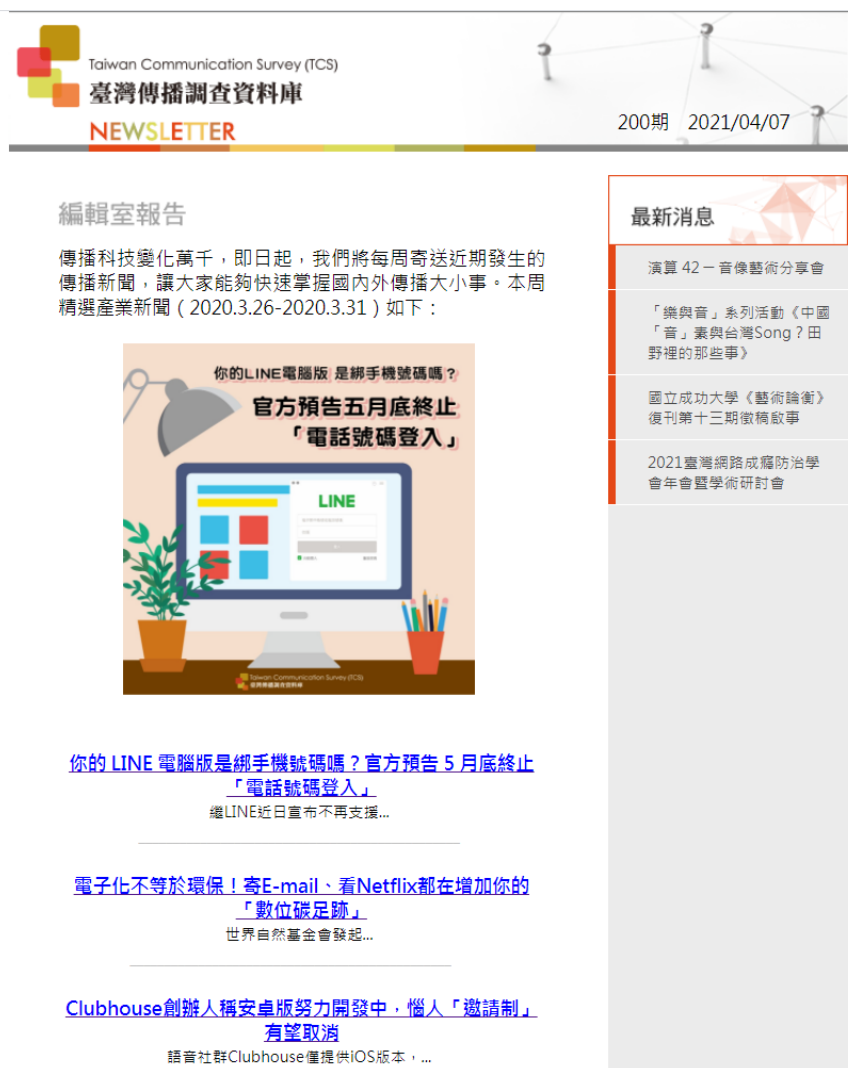 Taiwan Communication Survey (TCS)
臺灣傳播調查資料庫
NEWSLETTER
200期 2021/04/07
編輯室報告
傳播科技變化萬千，即日起，我們將每周寄送近期發生的
傳播新聞，讓大家能夠快速掌握國內外傳播大小事。本周
精選產業新聞（2020.3.26-2020.3.31）如下：
你的LINE電腦版 是綁手機號碼嗎？
官方預告五月底終止
「電話號碼登入」
LINE
Taiwan Communication Survey (TCS)
臺灣傳播調查資料庫
你的 LINE 電腦版是綁手機號碼嗎？官方預告 5 月底終止
「電話號碼登入」
繼LINE近日宣布不再支援...
電子化不等於環保！寄E-mail、看Netflix都在增加你的
「數位碳足跡」
世界自然基金會發起...
Clubhouse創辦人稱安卓版努力開發中，惱人「邀請制」
有望取消
語音社群Clubhouse僅提供iOS版本，...
最新消息
演算 42－音像藝術分享會
「樂與音」系列活動《中國
「音」素與台灣Song？田
野裡的那些事》
國立成功大學《藝術論衡》
復刊第十三期徵稿啟事
2021臺灣網路成癮防治學
會年會暨學術研討會